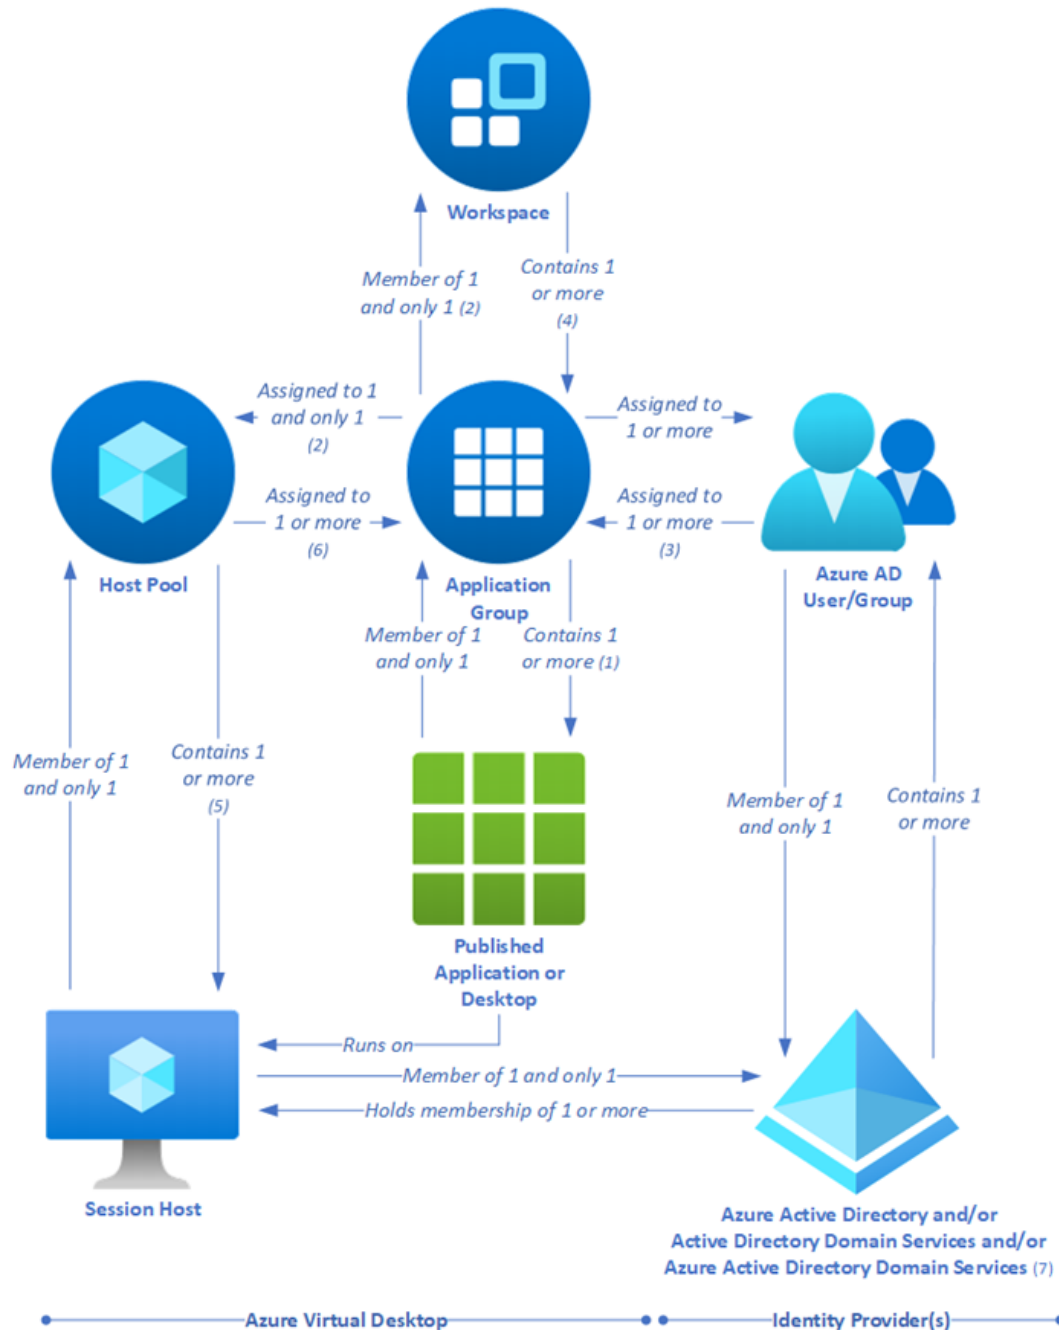 Workspace
Member of 1
and only 1 (2)
Contains 1
or more
(4)
Assigned to 1
and only 1
(2)
Assigned to
1 or more
Assigned to
1 or more
(6)
Assigned to
1 or more
(3)
Host Pool
Application
Group
Azure AD
User/Group
Member of 1
and only 1
Contains 1
or more (1)
Member of 1
and only 1
Contains 1
or more
(5)
Member of 1
and only 1
Contains 1
or more
Published
Application or
Desktop
Runs on
Member of 1 and only 1
Holds membership of 1 or more
Session Host
Azure Active Directory and/or
Active Directory Domain Services and/or
Azure Active Directory Domain Services (7)
Azure Virtual Desktop
Identity Provider(s)